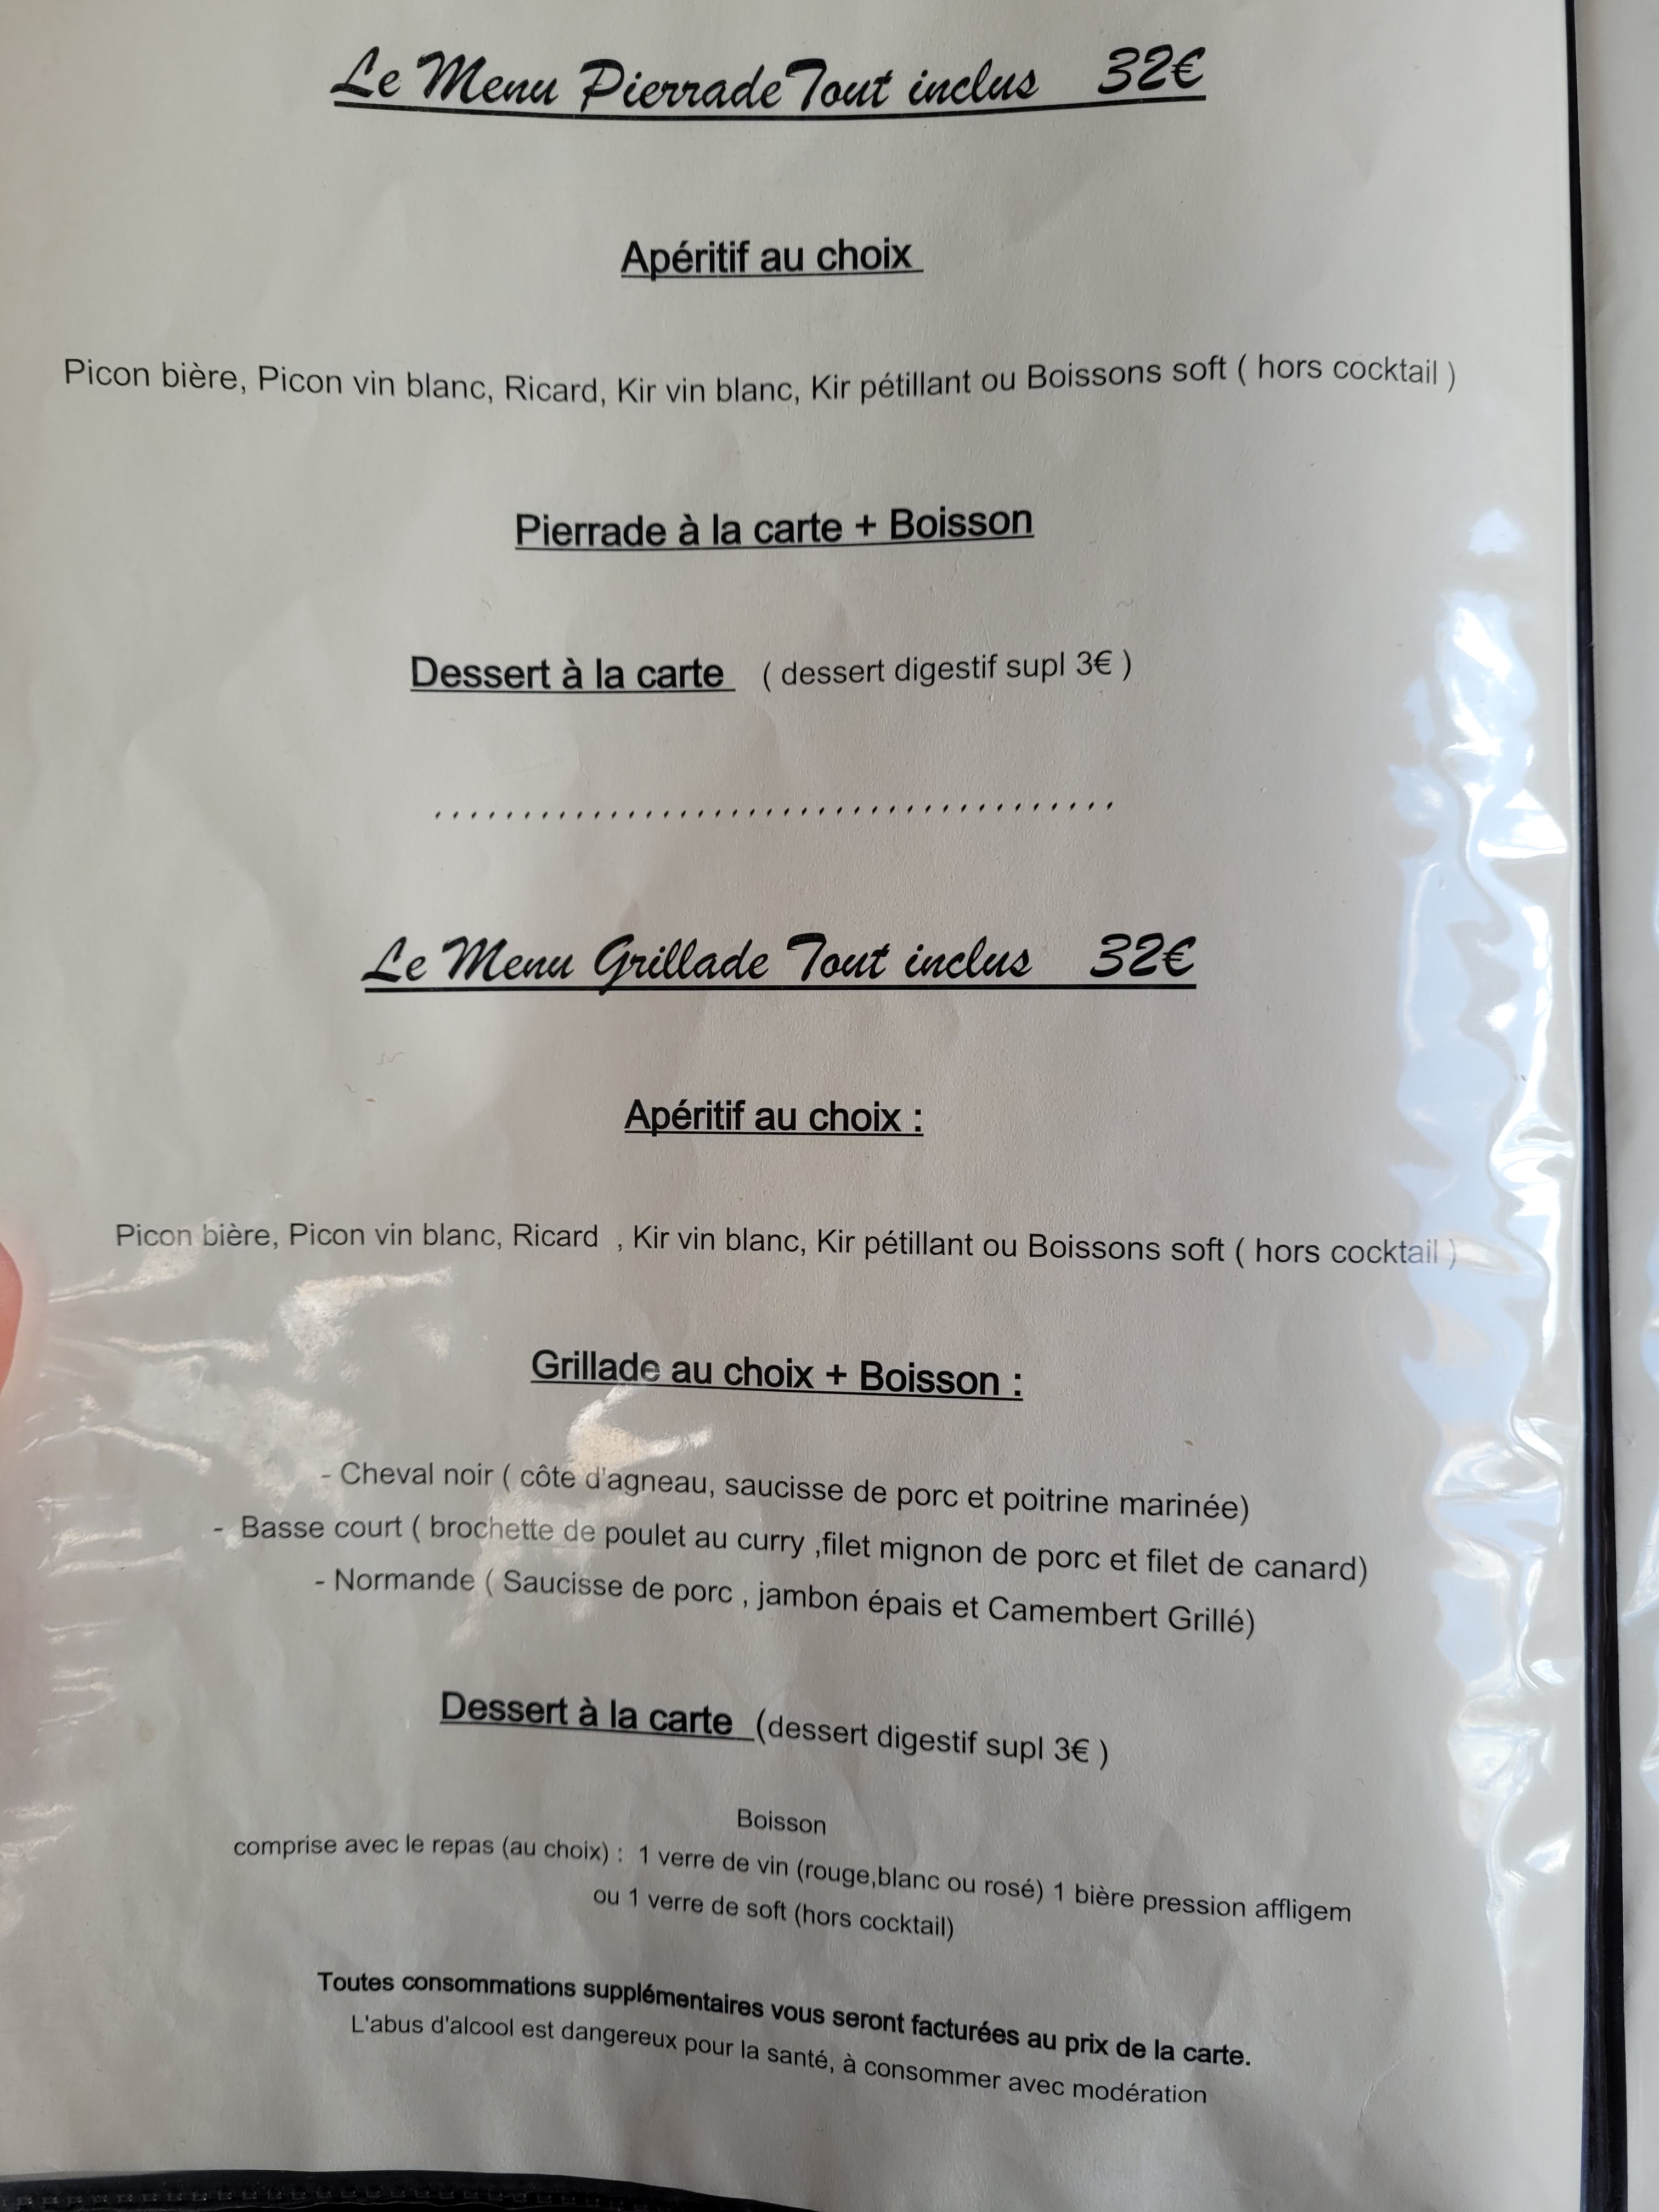 Le Menu Pierrade Tout inclus 32€
Apéritif au choix
Picon bière, Picon vin blanc, Ricard, Kir vin blanc, Kir pétillant ou Boissons soft ( hors cocktail )
Pierrade à la carte + Boisson
Dessert à la carte ( dessert digestif supl 3€ )
......................................
Le Menu Grillade Tout inclus 32€
Apéritif au choix :
Picon bière, Picon vin blanc, Ricard , Kir vin blanc, Kir pétillant ou Boissons soft ( hors cocktail )
Grillade au choix + Boisson :
- Cheval noir ( côte d'agneau, saucisse de porc et poitrine marinée)
- Basse court ( brochette de poulet au curry ,filet mignon de porc et filet de canard)
- Normande ( Saucisse de porc , jambon épais et Camembert Grillé)
Dessert à la carte (dessert digestif supl 3€ )
Boisson
comprise avec le repas (au choix) : 1 verre de vin (rouge,blanc ou rosé) 1 bière pression affligem
ou 1 verre de soft (hors cocktail)
Toutes consommations supplémentaires vous seront facturées au prix de la carte.
L'abus d'alcool est dangereux pour la santé, à consommer avec modération